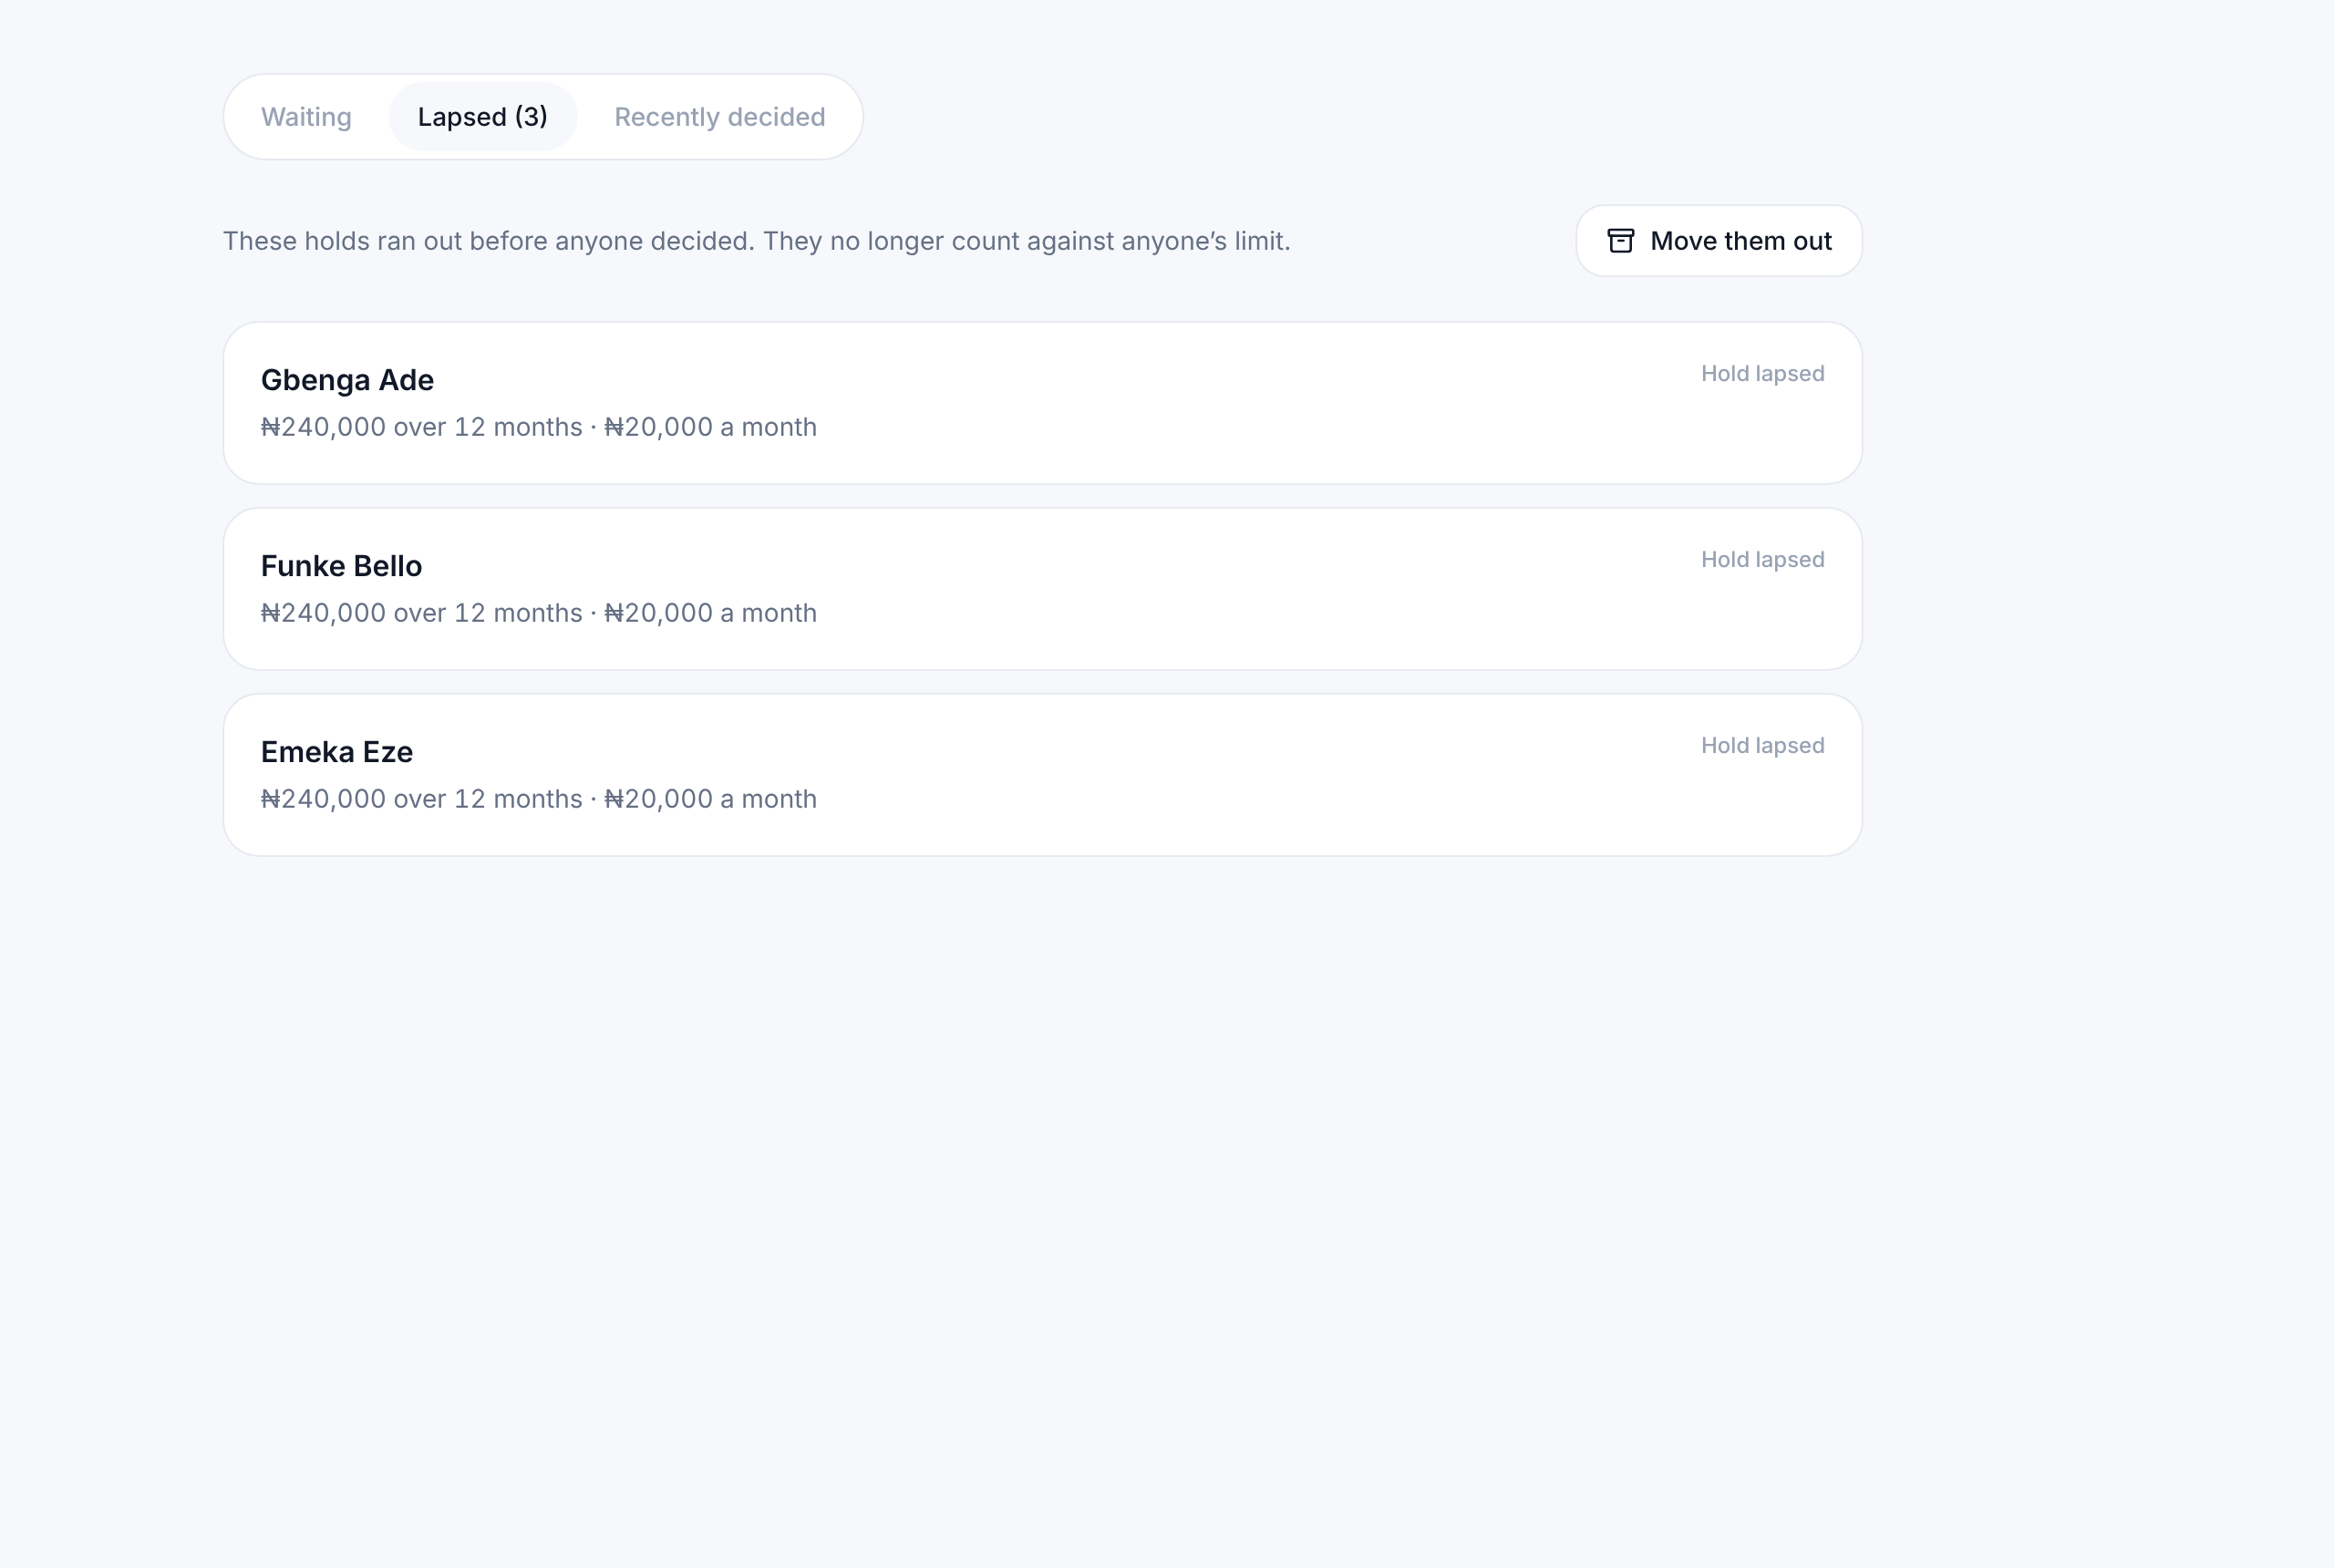 Waiting Lapsed (3) Recently decided
These holds ran out before anyone decided. They no longer count against anyone’s limit. Move them out
Gbenga Ade Hold lapsed
₦240,000 over 12 months · ₦20,000 a month
Funke Bello Hold lapsed
₦240,000 over 12 months · ₦20,000 a month
Emeka Eze Hold lapsed
₦240,000 over 12 months · ₦20,000 a month